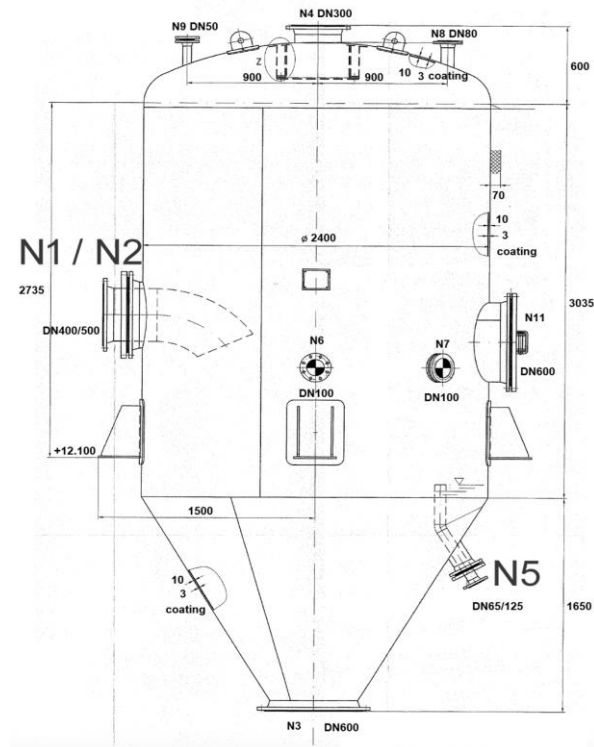 N4 DN300
N9 DN50
N8 DN80
Z
900
900
10
3 coating
600
70
10
3
coating
ø 2400
N1 / N2
2735
3035
DN400/500
N11
N6
N7
DN600
DN100
DN100
+12.100
1500
10
3
coating
N5
DN65/125
1650
N3 DN600